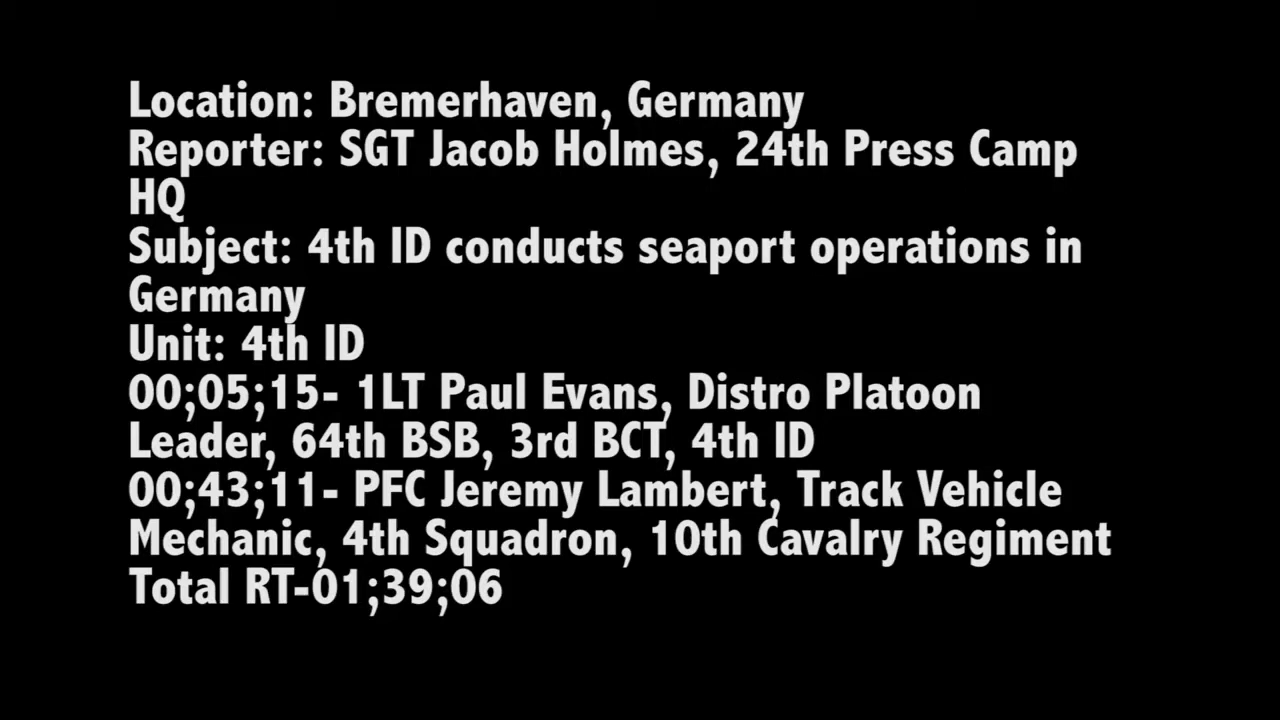 Location: Bremerhaven, Germany
Reporter: SGT Jacob Holmes, 24th Press Camp
HQ
Subject: 4th ID conducts seaport operations in
Germany
Unit: 4th ID
00;05;15- 1LT Paul Evans, Distro Platoon
Leader, 64th BSB, 3rd BCT, 4th ID
00;43;11- PFC Jeremy Lambert, Track Vehicle
Mechanic, 4th Squadron, 10th Cavalry Regiment
Total RT-01;39;06